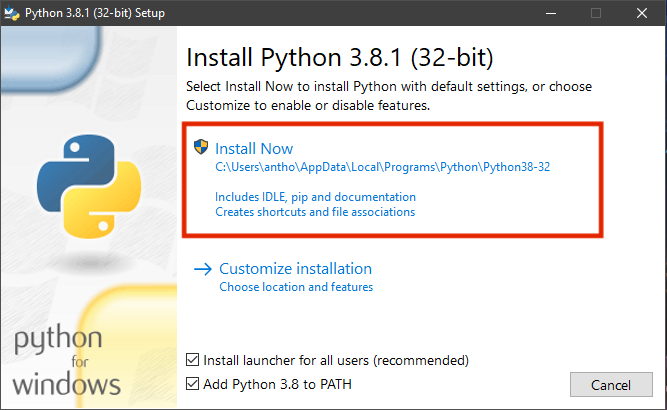 Python 3.8.1 (32-bit) Setup
Install Python 3.8.1 (32-bit)
Select Install Now to install Python with default settings, or choose
Customize to enable or disable features.
Install Now
C:\Users\antho\AppData\Local\Programs\Python\Python38-32
Includes IDLE, pip and documentation
Creates shortcuts and file associations
Customize installation
Choose location and features
python
for
windows
Install launcher for all users (recommended)
Add Python 3.8 to PATH
Cancel